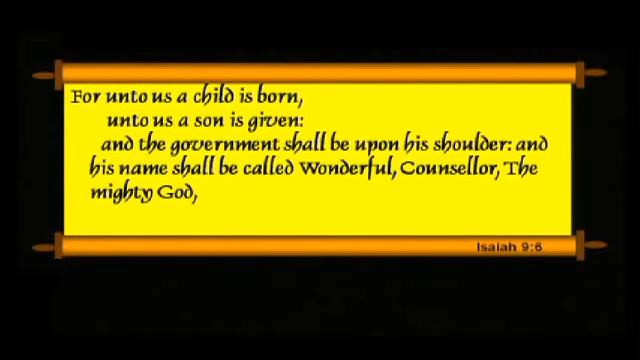 For unto us a child is born,
unto us a son is given:
and the government shall be upon his shoulder: and
his name shall be called Wonderful, Counsellor, The
mighty God,
Isaiah 9:6